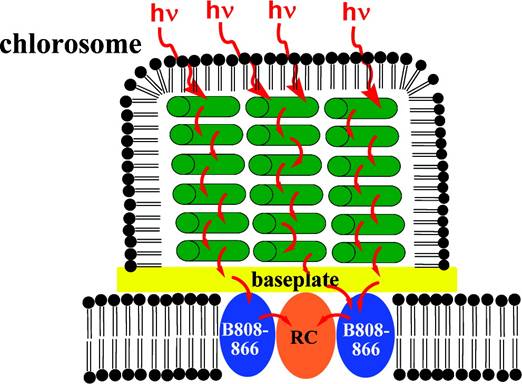 hν hν hν hν
chlorosome
baseplate
B808-
866
RC
B808-
866